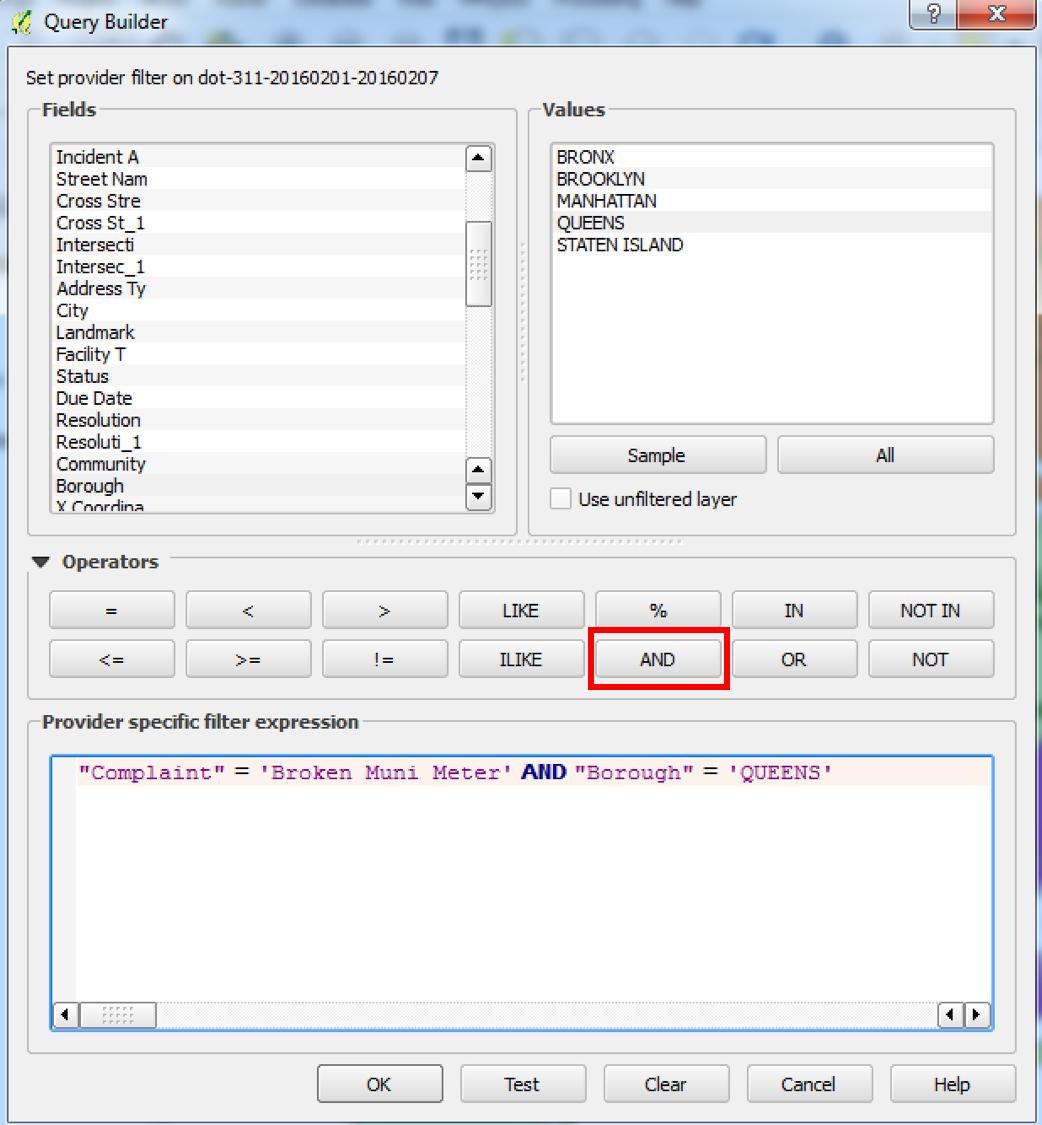 Query Builder
?
X
Set provider filter on dot-311-20160201-20160207
Fields
Incident A
Street Nam
Cross Stre
Cross St_1
Intersecti
Intersec_1
Address Ty
City
Landmark
Facility T
Status
Due Date
Resolution
Resoluti_1
Community
Borough
X Coordina
Values
BRONX
BROOKLYN
MANHATTAN
QUEENS
STATEN ISLAND
Sample All
Use unfiltered layer
Operators
= < > LIKE % IN NOT IN
<= >= != ILIKE AND OR NOT
Provider specific filter expression
"Complaint" = 'Broken Muni Meter' AND "Borough" = 'QUEENS'
OK Test Clear Cancel Help